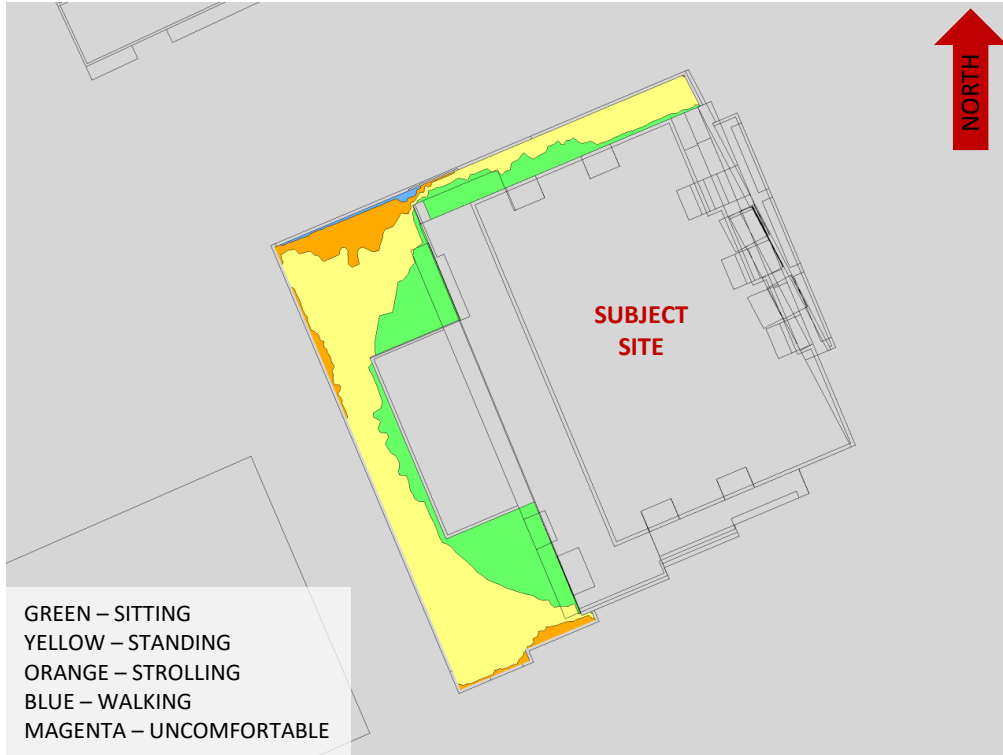 NORTH
SUBJECT
SITE
GREEN – SITTING
YELLOW – STANDING
ORANGE – STROLLING
BLUE – WALKING
MAGENTA – UNCOMFORTABLE